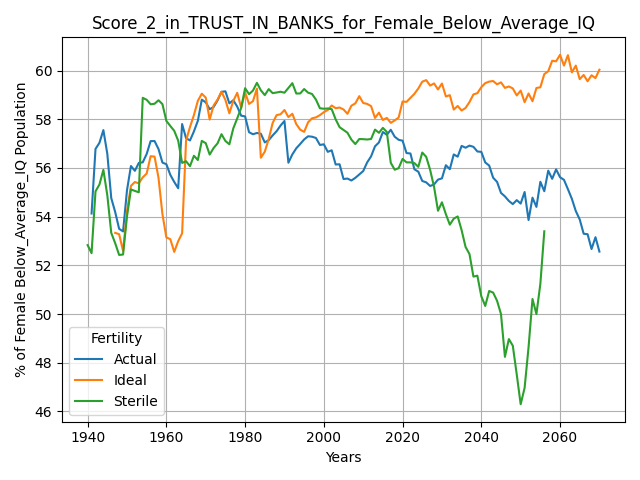 Score_2_in_TRUST_IN_BANKS_for_Female_Below_Average_IQ
% of Female Below_Average_IQ Population
60
58
56
54
52
50
48
46
Fertility
Actual
Ideal
Sterile
1940 1960 1980 2000 2020 2040 2060
Years